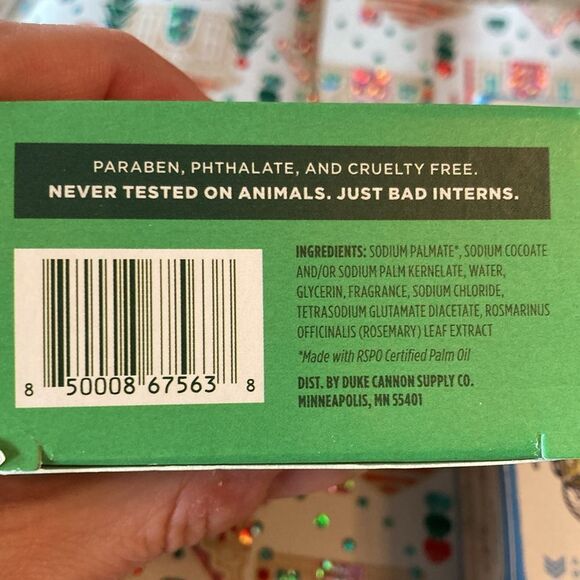 PARABEN, PHTHALATE, AND CRUELTY FREE.
NEVER TESTED ON ANIMALS. JUST BAD INTERNS.
INGREDIENTS: SODIUM PALMATE*, SODIUM COCOATE
AND/OR SODIUM PALM KERNELATE, WATER,
GLYCERIN, FRAGRANCE, SODIUM CHLORIDE,
TETRASODIUM GLUTAMATE DIACETATE, ROSMARINUS
OFFICINALIS (ROSEMARY) LEAF EXTRACT
*Made with RSPO Certified Palm Oil
DIST. BY DUKE CANNON SUPPLY CO.
MINNEAPOLIS, MN 55401
8 50008 67563 8